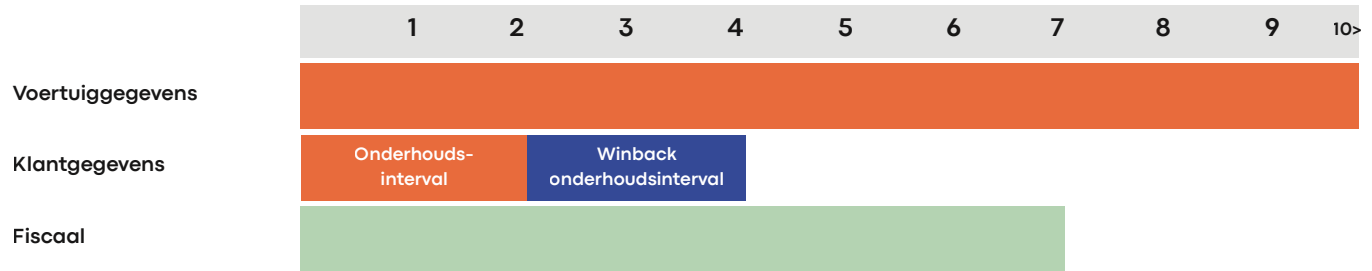 1 2 3 4 5 6 7 8 9 10>
Voertuiggegevens
Klantgegevens
Onderhouds-
interval
Winback
onderhoudsinterval
Fiscaal